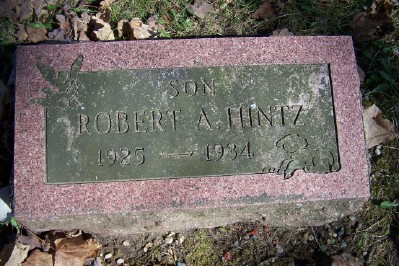 SON
ROBERT A. HINTZ
1925 — 1934